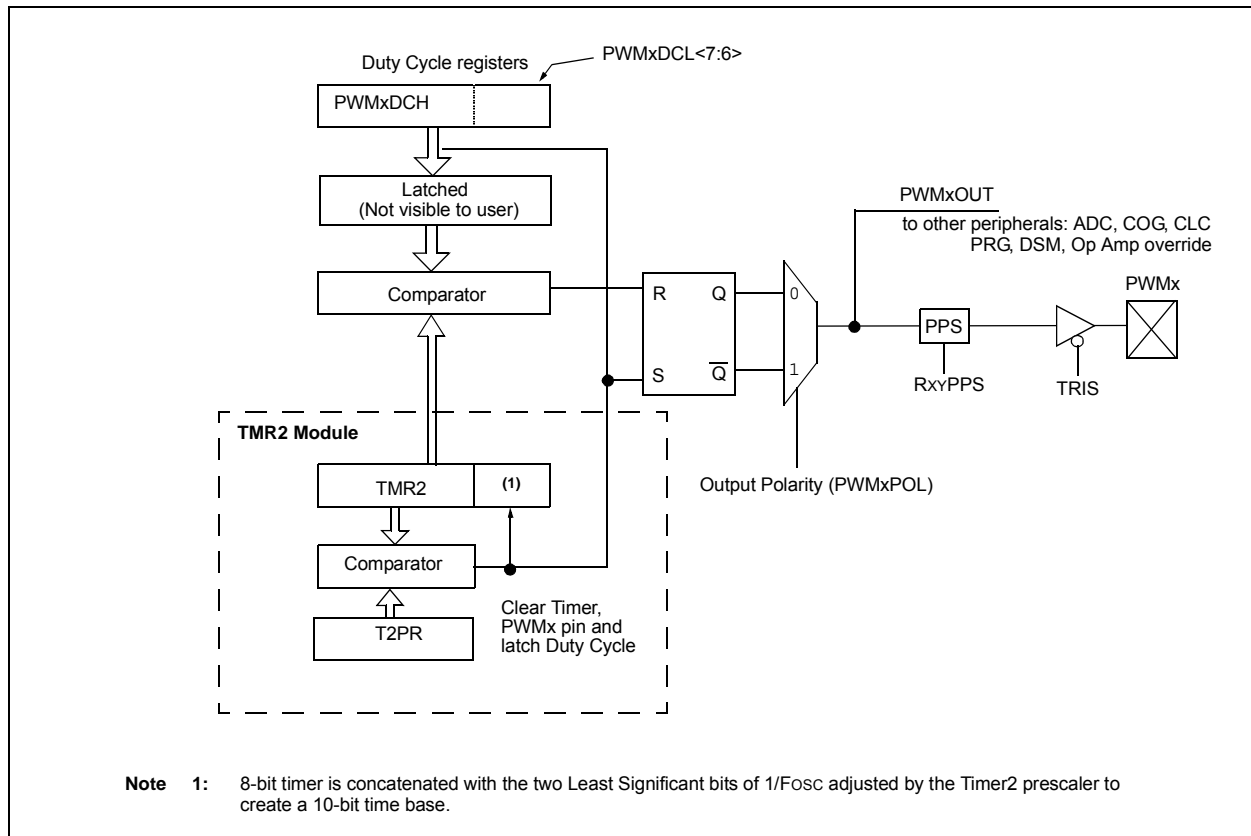 Duty Cycle registers
PWMxDCL<7:6>
PWMxDCH
Latched
(Not visible to user)
Comparator
R
Q
S
Q̅
0
1
PWMxOUT
to other peripherals: ADC, COG, CLC
PRG, DSM, Op Amp override
PWMx
PPS
RXYPPS
TRIS
Output Polarity (PWMxPOL)
TMR2 Module
TMR2
(1)
Comparator
T2PR
Clear Timer,
PWMx pin and
latch Duty Cycle
Note 1: 8-bit timer is concatenated with the two Least Significant bits of 1/FOSC adjusted by the Timer2 prescaler to
create a 10-bit time base.